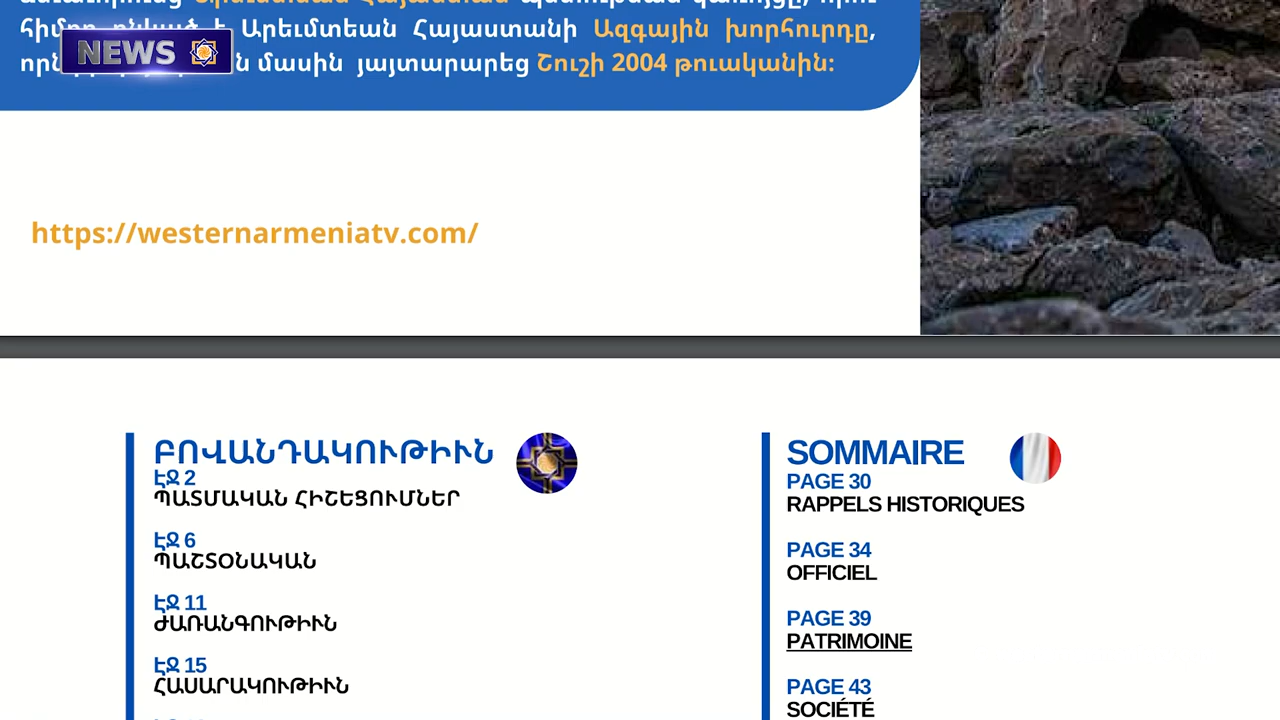 հիմքը դնված է Արեւմտեան Հայաստանի Ազգային խորհուրդը,
մասին յայտարարեց Շուշի 2004 թուականին:
NEWS
https://westernarmeniatv.com/
ԲՈՎԱՆԴԱԿՈՒԹԻՒՆ
ԷՋ 2
ՊԱՏՄԱԿԱՆ ՀԻՇԵՑՈՒՄՆԵՐ
ԷՋ 6
ՊԱՇՏՕՆԱԿԱՆ
ԷՋ 11
ԺԱՌԱՆԳՈՒԹԻՒՆ
ԷՋ 15
ՀԱՍԱՐԱԿՈՒԹԻՒՆ
SOMMAIRE
PAGE 30
RAPPELS HISTORIQUES
PAGE 34
OFFICIEL
PAGE 39
PATRIMOINE
PAGE 43
SOCIÉTÉ